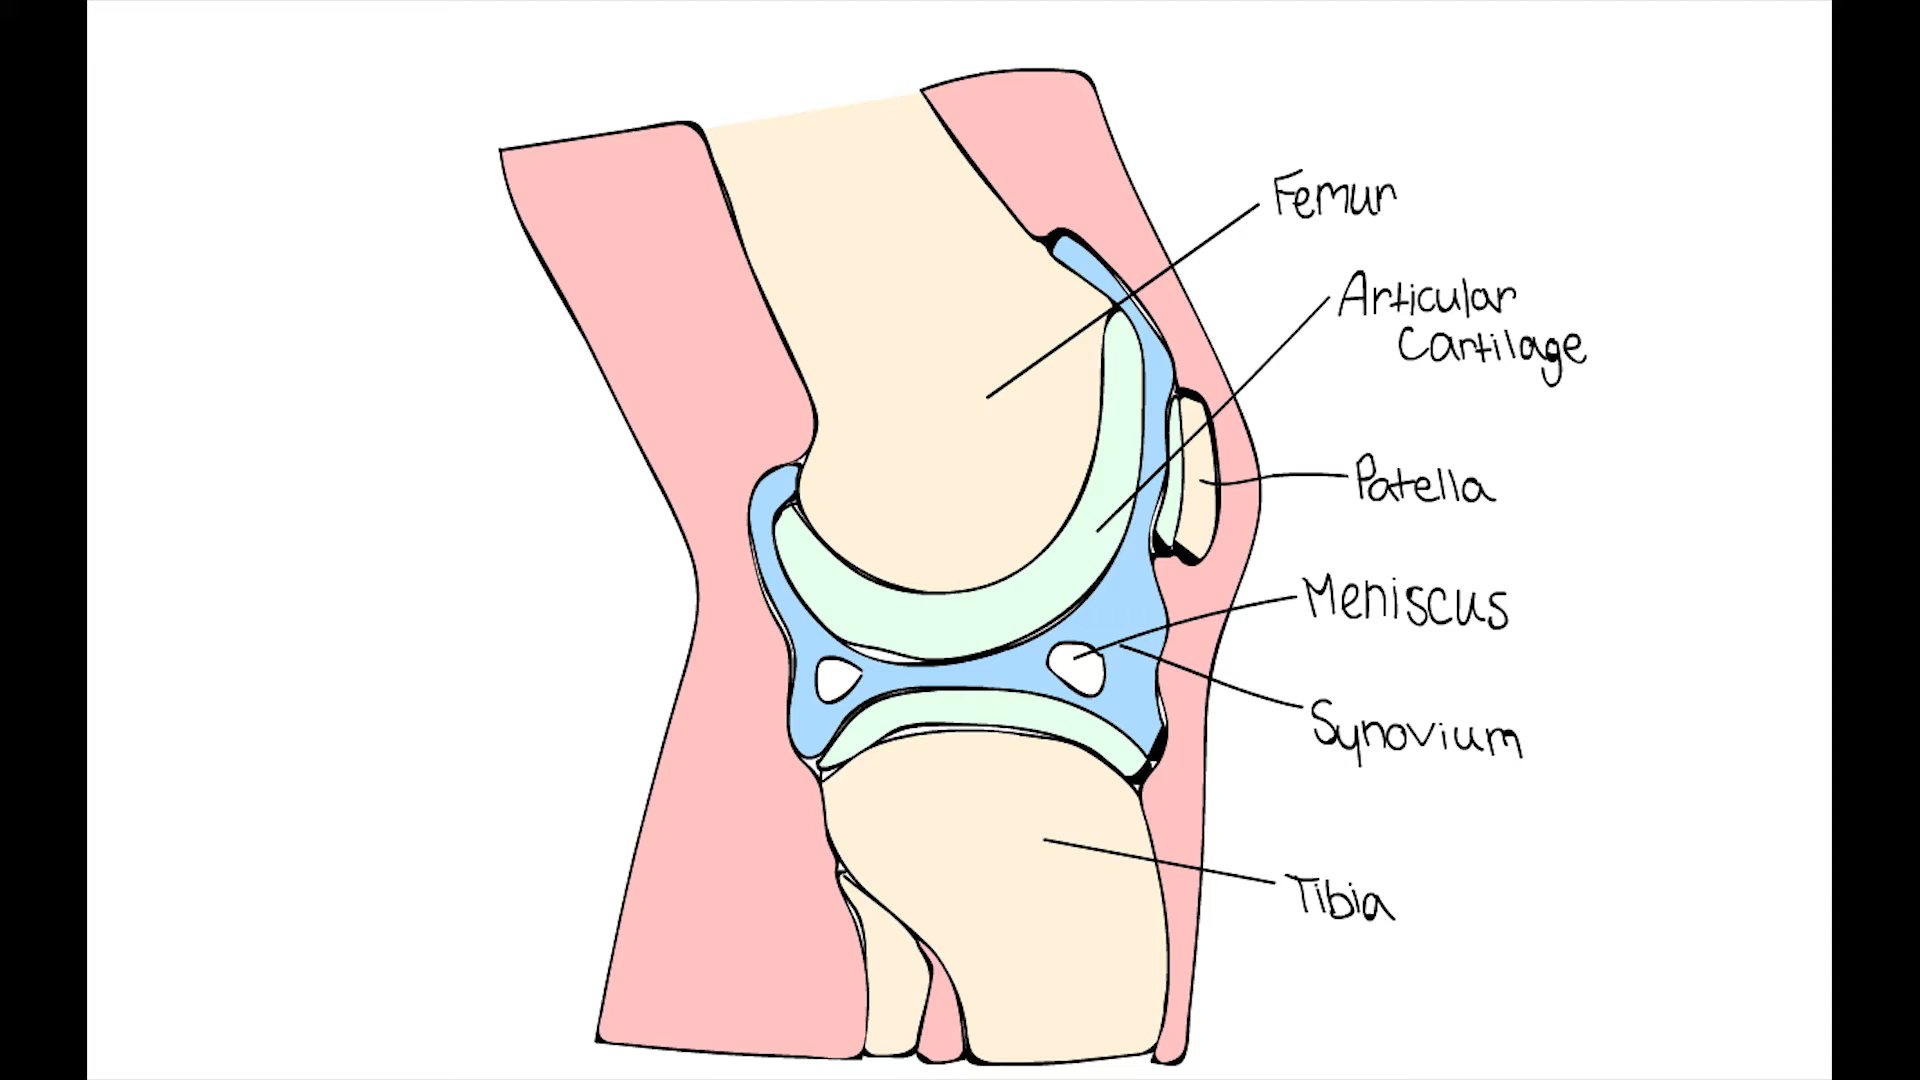 Femur
Articular
Cartilage
Patella
Meniscus
Synovium
Tibia